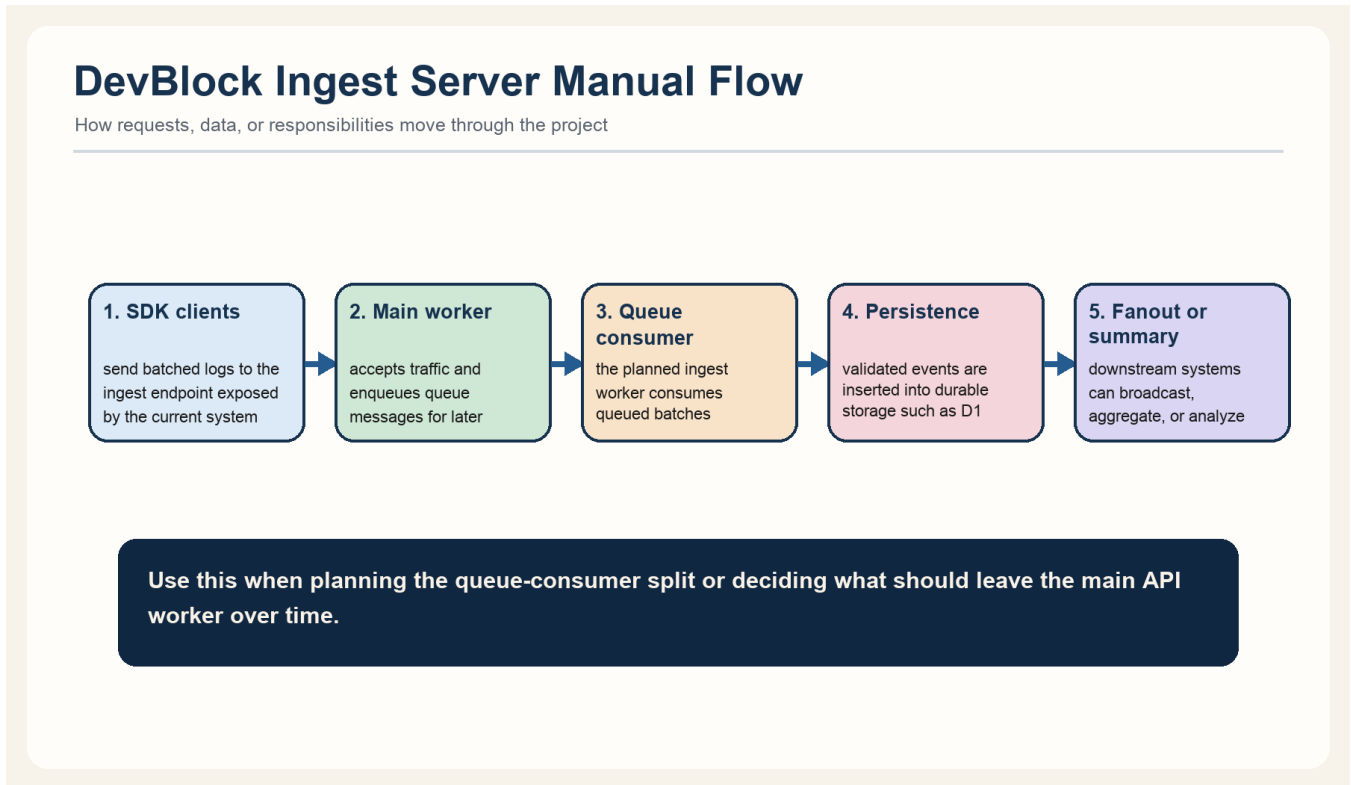 DevBlock Ingest Server Manual Flow
How requests, data, or responsibilities move through the project
1. SDK clients
send batched logs to the
ingest endpoint exposed
by the current system
2. Main worker
accepts traffic and
enqueues queue
messages for later
3. Queue
consumer
the planned ingest
worker consumes
queued batches
4. Persistence
validated events are
inserted into durable
storage such as D1
5. Fanout or
summary
downstream systems
can broadcast,
aggregate, or analyze
Use this when planning the queue-consumer split or deciding what should leave the main API
worker over time.